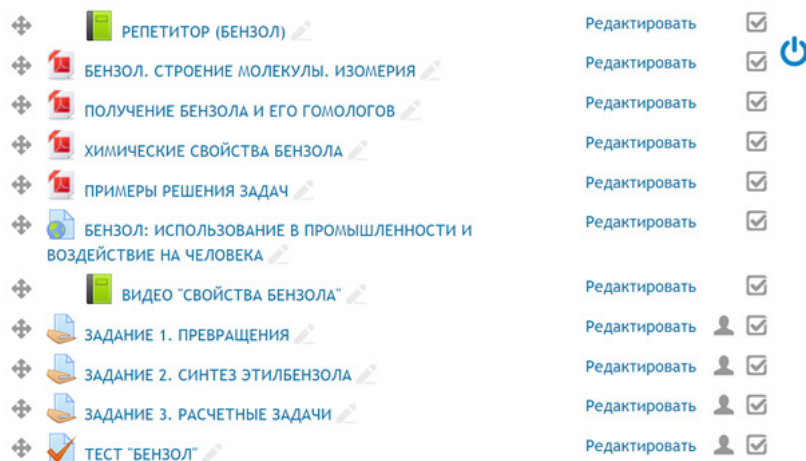 РЕПЕТИТОР (БЕНЗОЛ) Редактировать
БЕНЗОЛ. СТРОЕНИЕ МОЛЕКУЛЫ. ИЗОМЕРИЯ Редактировать
ПОЛУЧЕНИЕ БЕНЗОЛА И ЕГО ГОМОЛОГОВ Редактировать
ХИМИЧЕСКИЕ СВОЙСТВА БЕНЗОЛА Редактировать
ПРИМЕРЫ РЕШЕНИЯ ЗАДАЧ Редактировать
БЕНЗОЛ: ИСПОЛЬЗОВАНИЕ В ПРОМЫШЛЕННОСТИ И Редактировать
ВОЗДЕЙСТВИЕ НА ЧЕЛОВЕКА
ВИДЕО "СВОЙСТВА БЕНЗОЛА" Редактировать
ЗАДАНИЕ 1. ПРЕВРАЩЕНИЯ Редактировать
ЗАДАНИЕ 2. СИНТЕЗ ЭТИЛБЕНЗОЛА Редактировать
ЗАДАНИЕ 3. РАСЧЕТНЫЕ ЗАДАЧИ Редактировать
ТЕСТ "БЕНЗОЛ" Редактировать